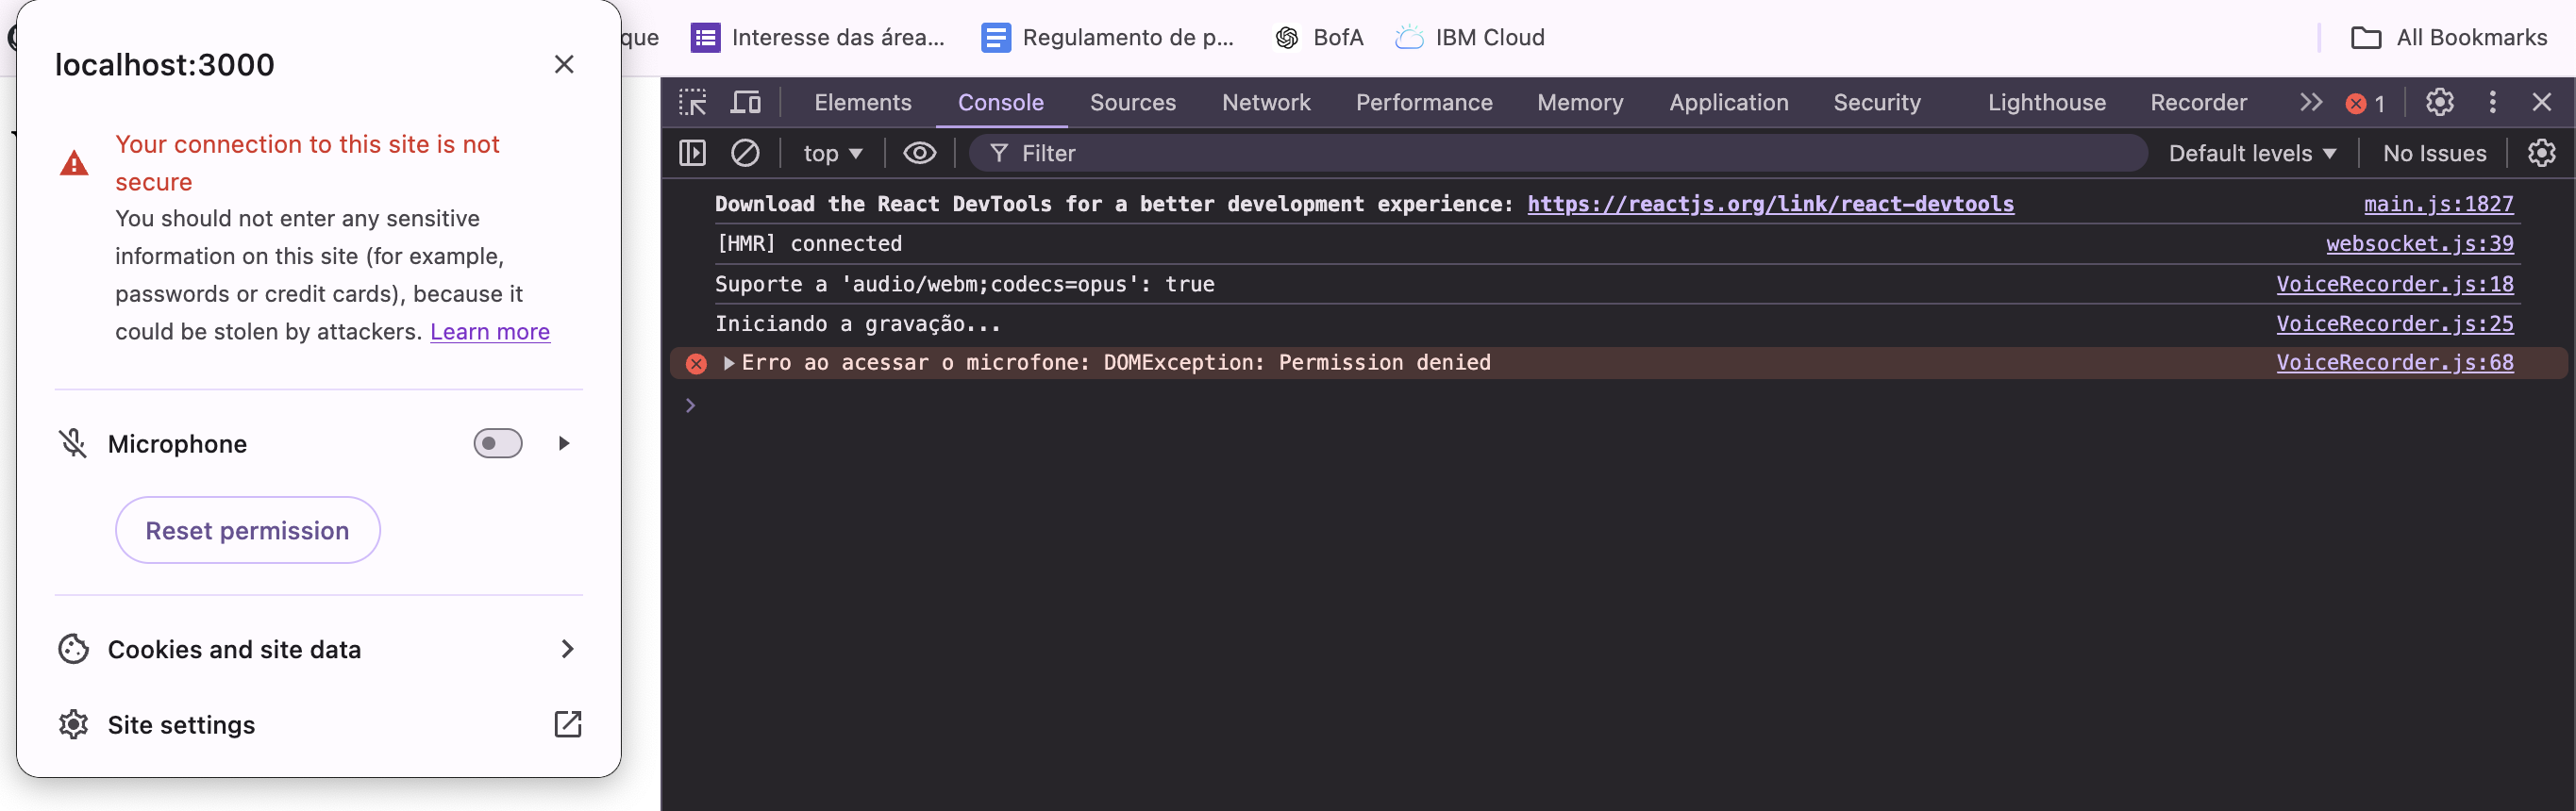 que
Interesse das área...
Regulamento de p...
BofA
IBM Cloud
All Bookmarks
localhost:3000
Your connection to this site is not
secure
You should not enter any sensitive
information on this site (for example,
passwords or credit cards), because it
could be stolen by attackers. Learn more
Microphone
Reset permission
Cookies and site data
Site settings
Elements
Console
Sources
Network
Performance
Memory
Application
Security
Lighthouse
Recorder
1
top
Filter
Default levels
No Issues
Download the React DevTools for a better development experience: https://reactjs.org/link/react-devtools main.js:1827
[HMR] connected websocket.js:39
Suporte a 'audio/webm;codecs=opus': true VoiceRecorder.js:18
Iniciando a gravação... VoiceRecorder.js:25
Erro ao acessar o microfone: DOMException: Permission denied VoiceRecorder.js:68